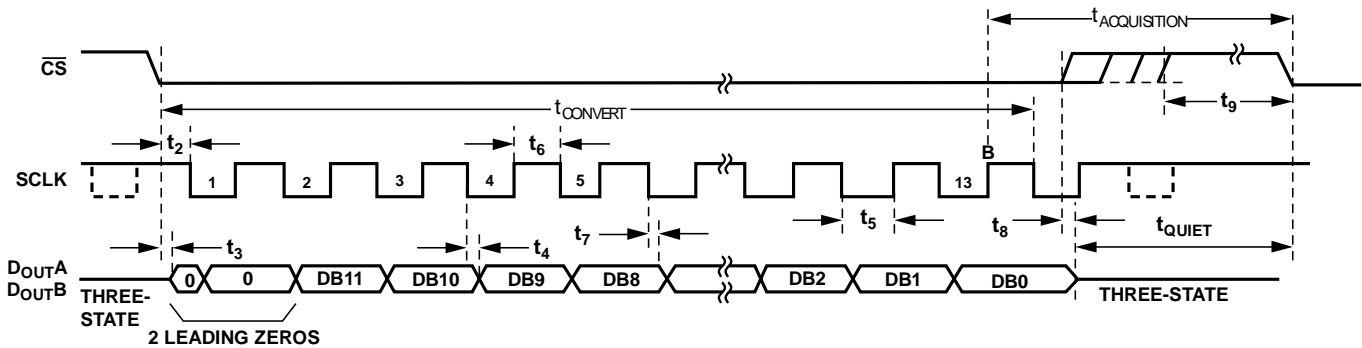 tACQUISITION
CS
t9
tCONVERT
t2
t6
B
SCLK
1
2
3
4
5
13
t3
t4
t7
t5
t8
tQUIET
DOUTA
DOUTB
0
0
DB11
DB10
DB9
DB8
DB2
DB1
DB0
THREE-
STATE
THREE-STATE
2 LEADING ZEROS